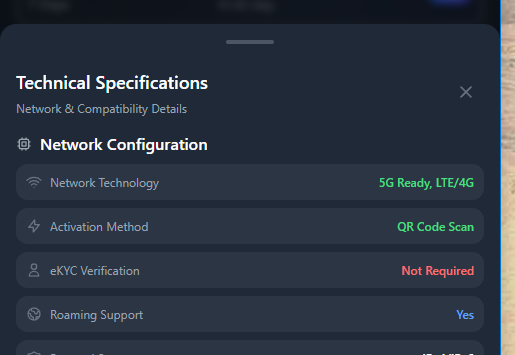 Technical Specifications
Network & Compatibility Details
Network Configuration
Network Technology 5G Ready, LTE/4G
Activation Method QR Code Scan
eKYC Verification Not Required
Roaming Support Yes